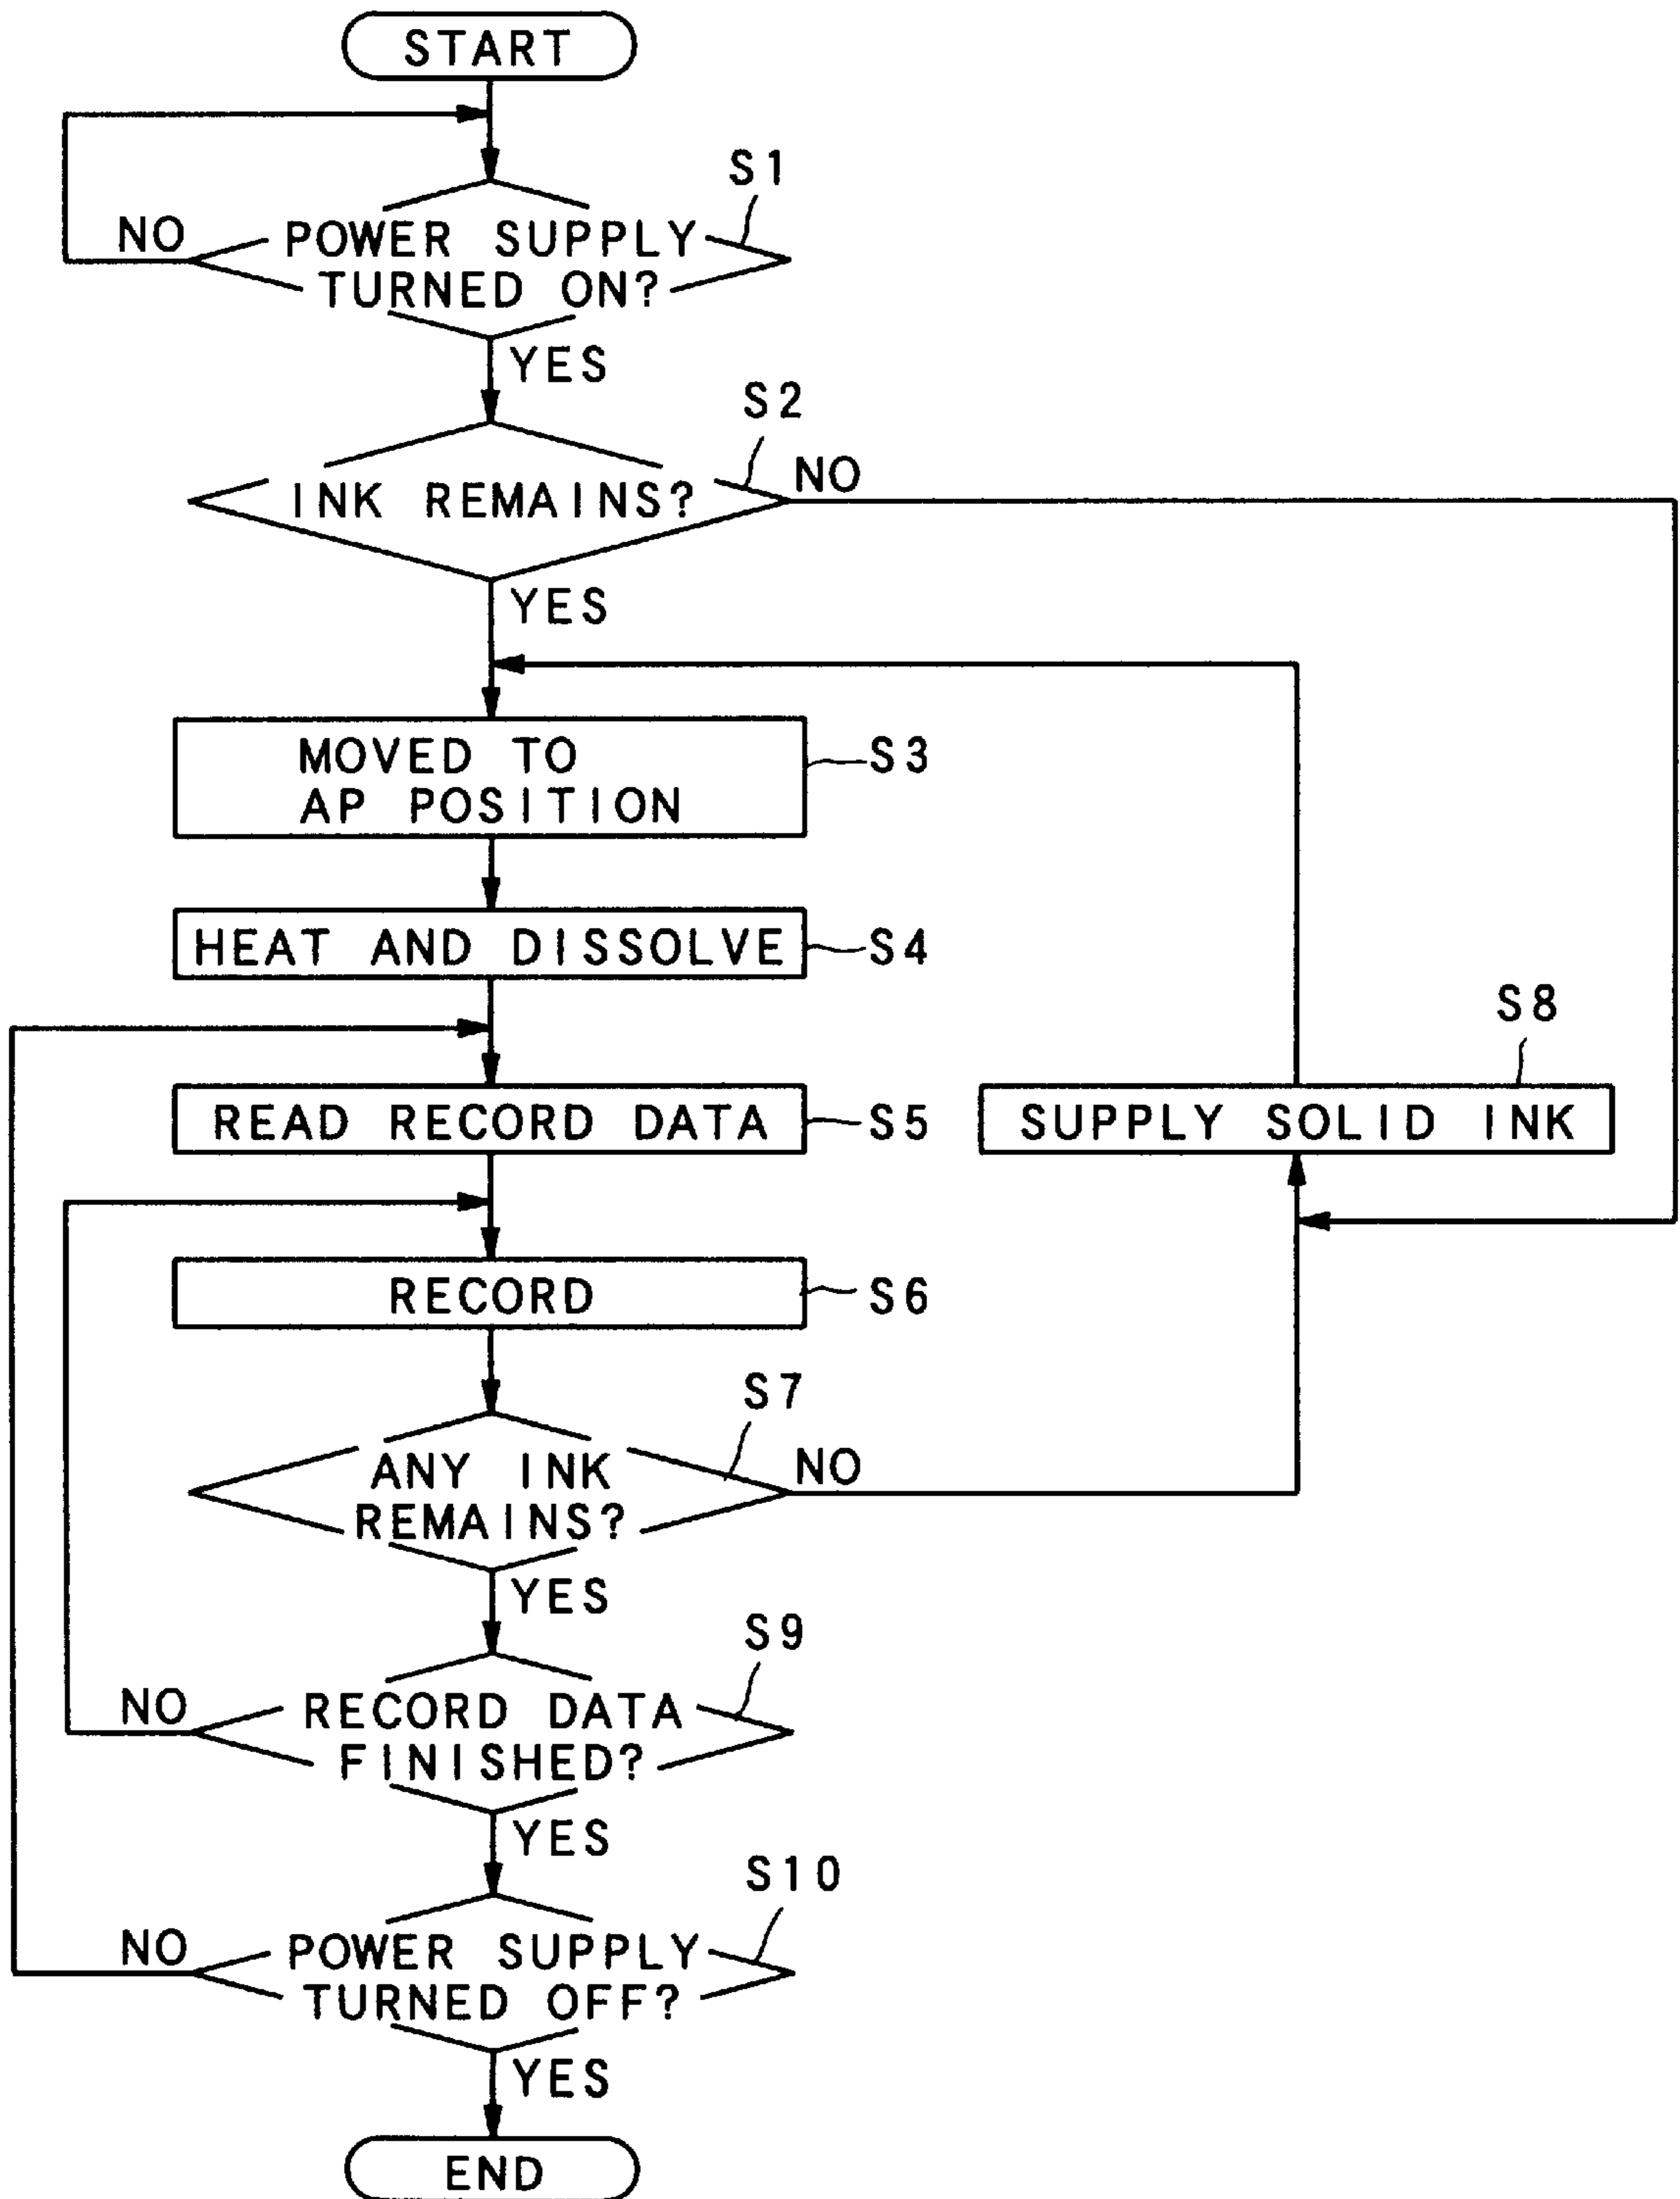 START
S1
NO
POWER SUPPLY
TURNED ON?
YES
S2
NO
INK REMAINS?
YES
MOVED TO
AP POSITION
S3
HEAT AND DISSOLVE
S4
S8
READ RECORD DATA
S5
SUPPLY SOLID INK
RECORD
S6
S7
ANY INK
REMAINS?
NO
YES
S9
NO
RECORD DATA
FINISHED?
YES
S10
NO
POWER SUPPLY
TURNED OFF?
YES
END